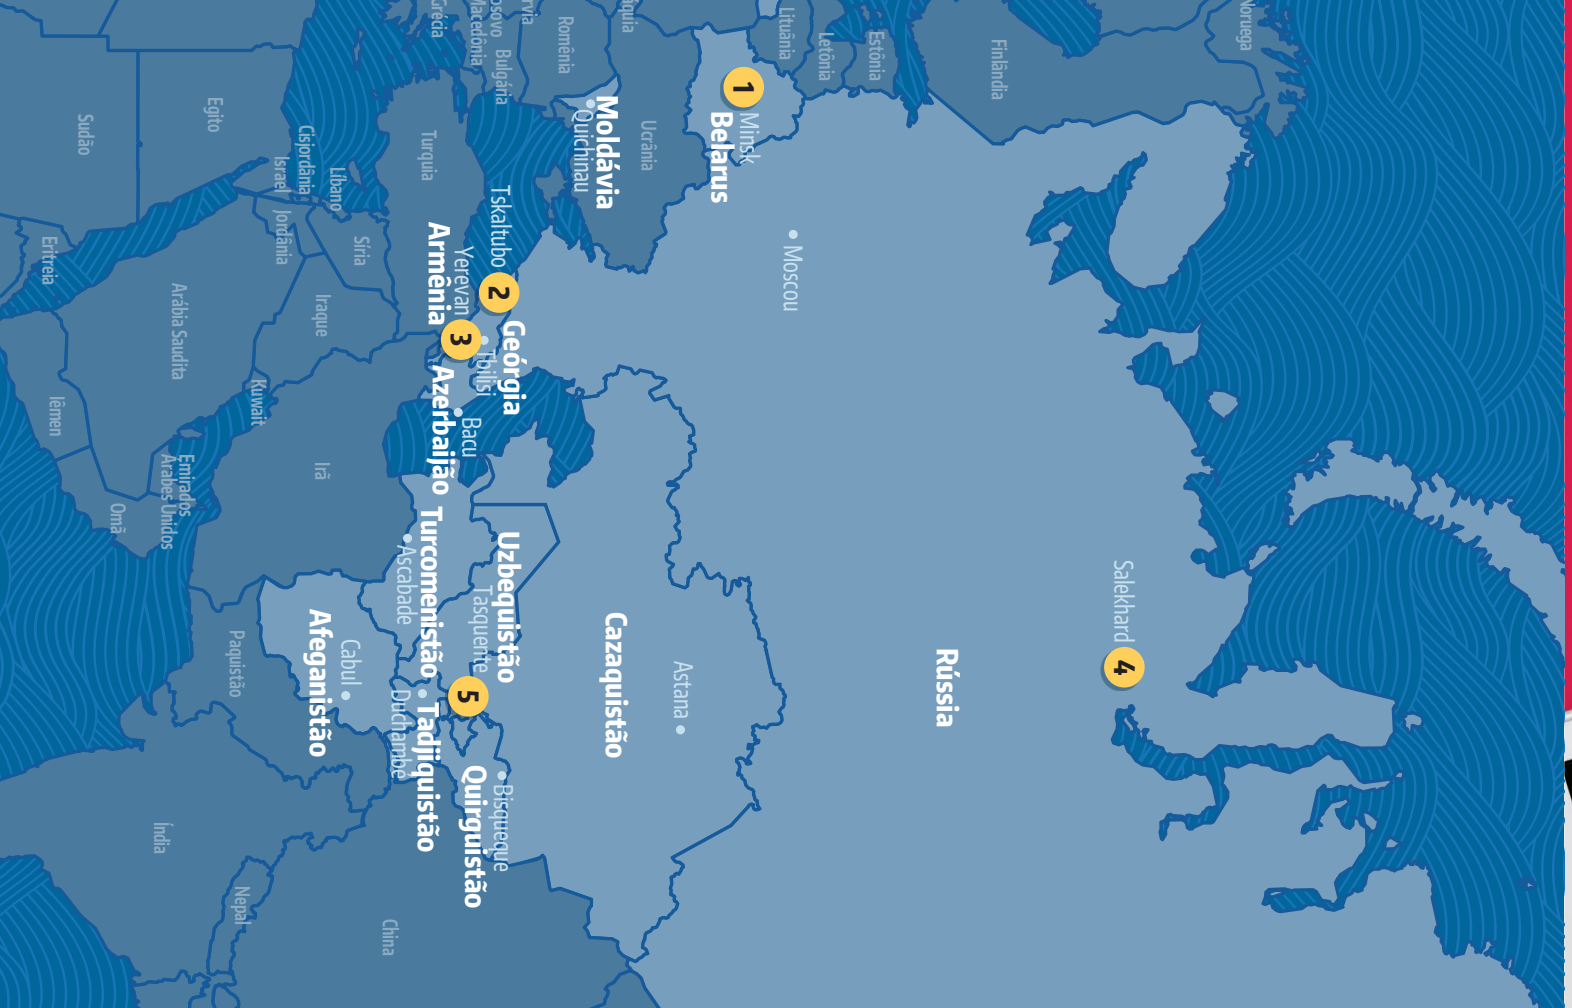 Noruega
Finlândia
Estônia
Letônia
Lituânia
1
Minsk
Belarus
Ucrânia
Moldávia
Quichinau
Romênia
Bulgária
Macedônia
Grécia
Turquia
Moscou
Salekhard
4
Rússia
Astana
Cazaquistão
Tskaltubo
2
Geórgia
Tbilisi
Yerevan
3
Armênia
Bacu
Azerbaijão
Uzbequistão
Tasquente
5
Turcomenistão
Ascabade
Bisqueque
Quirguistão
Tadjiquistão
Duchambé
Cabul
Afeganistão
Líbano
Cisjordânia
Israel
Jordânia
Síria
Iraque
Irã
Kuwait
Egito
Sudão
Eritreia
Arábia Saudita
Iêmen
Omã
Emirados
Árabes Unidos
Paquistão
Índia
Nepal
China